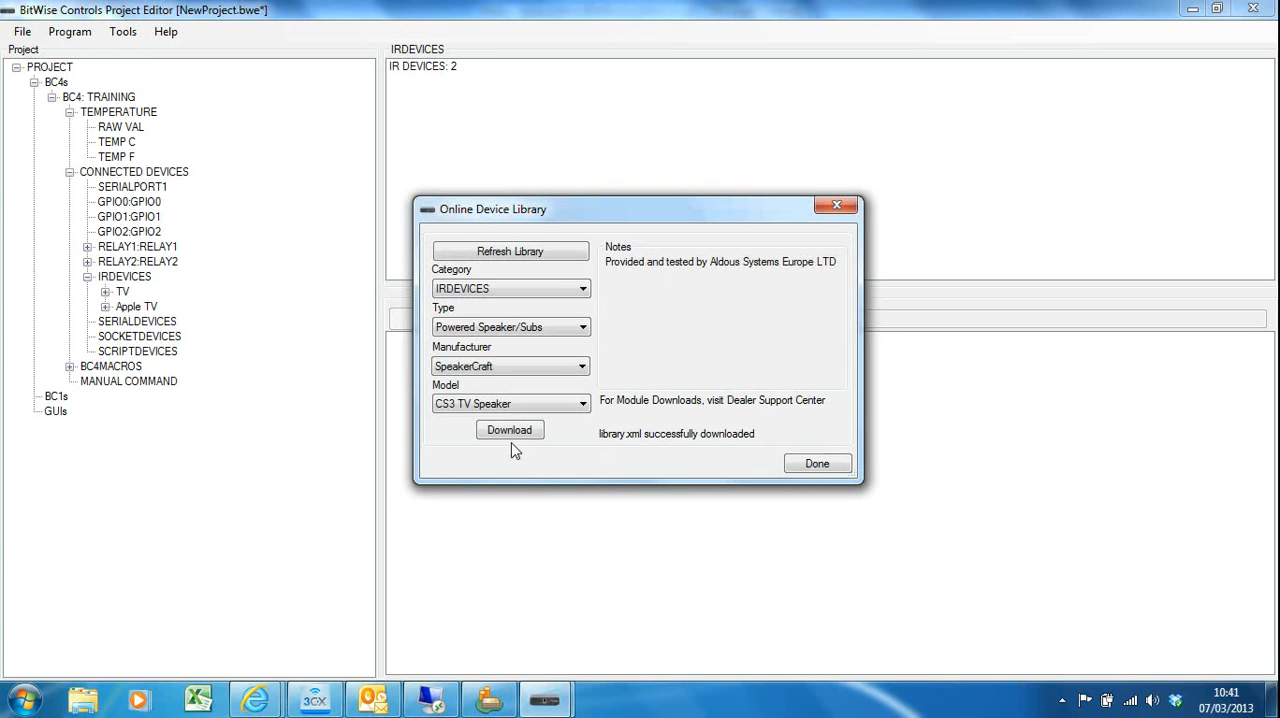 BitWise Controls Project Editor [NewProject.bwe*]
File Program Tools Help
Project
PROJECT
BC4s
BC4: TRAINING
TEMPERATURE
RAW VAL
TEMP C
TEMP F
CONNECTED DEVICES
SERIALPORT1
GPIO0:GPIO0
GPIO1:GPIO1
GPIO2:GPIO2
RELAY1:RELAY1
RELAY2:RELAY2
IRDEVICES
TV
Apple TV
SERIALDEVICES
SOCKETDEVICES
SCRIPTDEVICES
BC4MACROS
MANUAL COMMAND
BC1s
GUIs
IRDEVICES
IR DEVICES: 2
Online Device Library
Refresh Library
Category
IRDEVICES
Type
Powered Speaker/Subs
Manufacturer
SpeakerCraft
Model
CS3 TV Speaker
Download
Notes
Provided and tested by Aldous Systems Europe LTD
For Module Downloads, visit Dealer Support Center
library.xml successfully downloaded
Done
3CX
10:41
07/03/2013